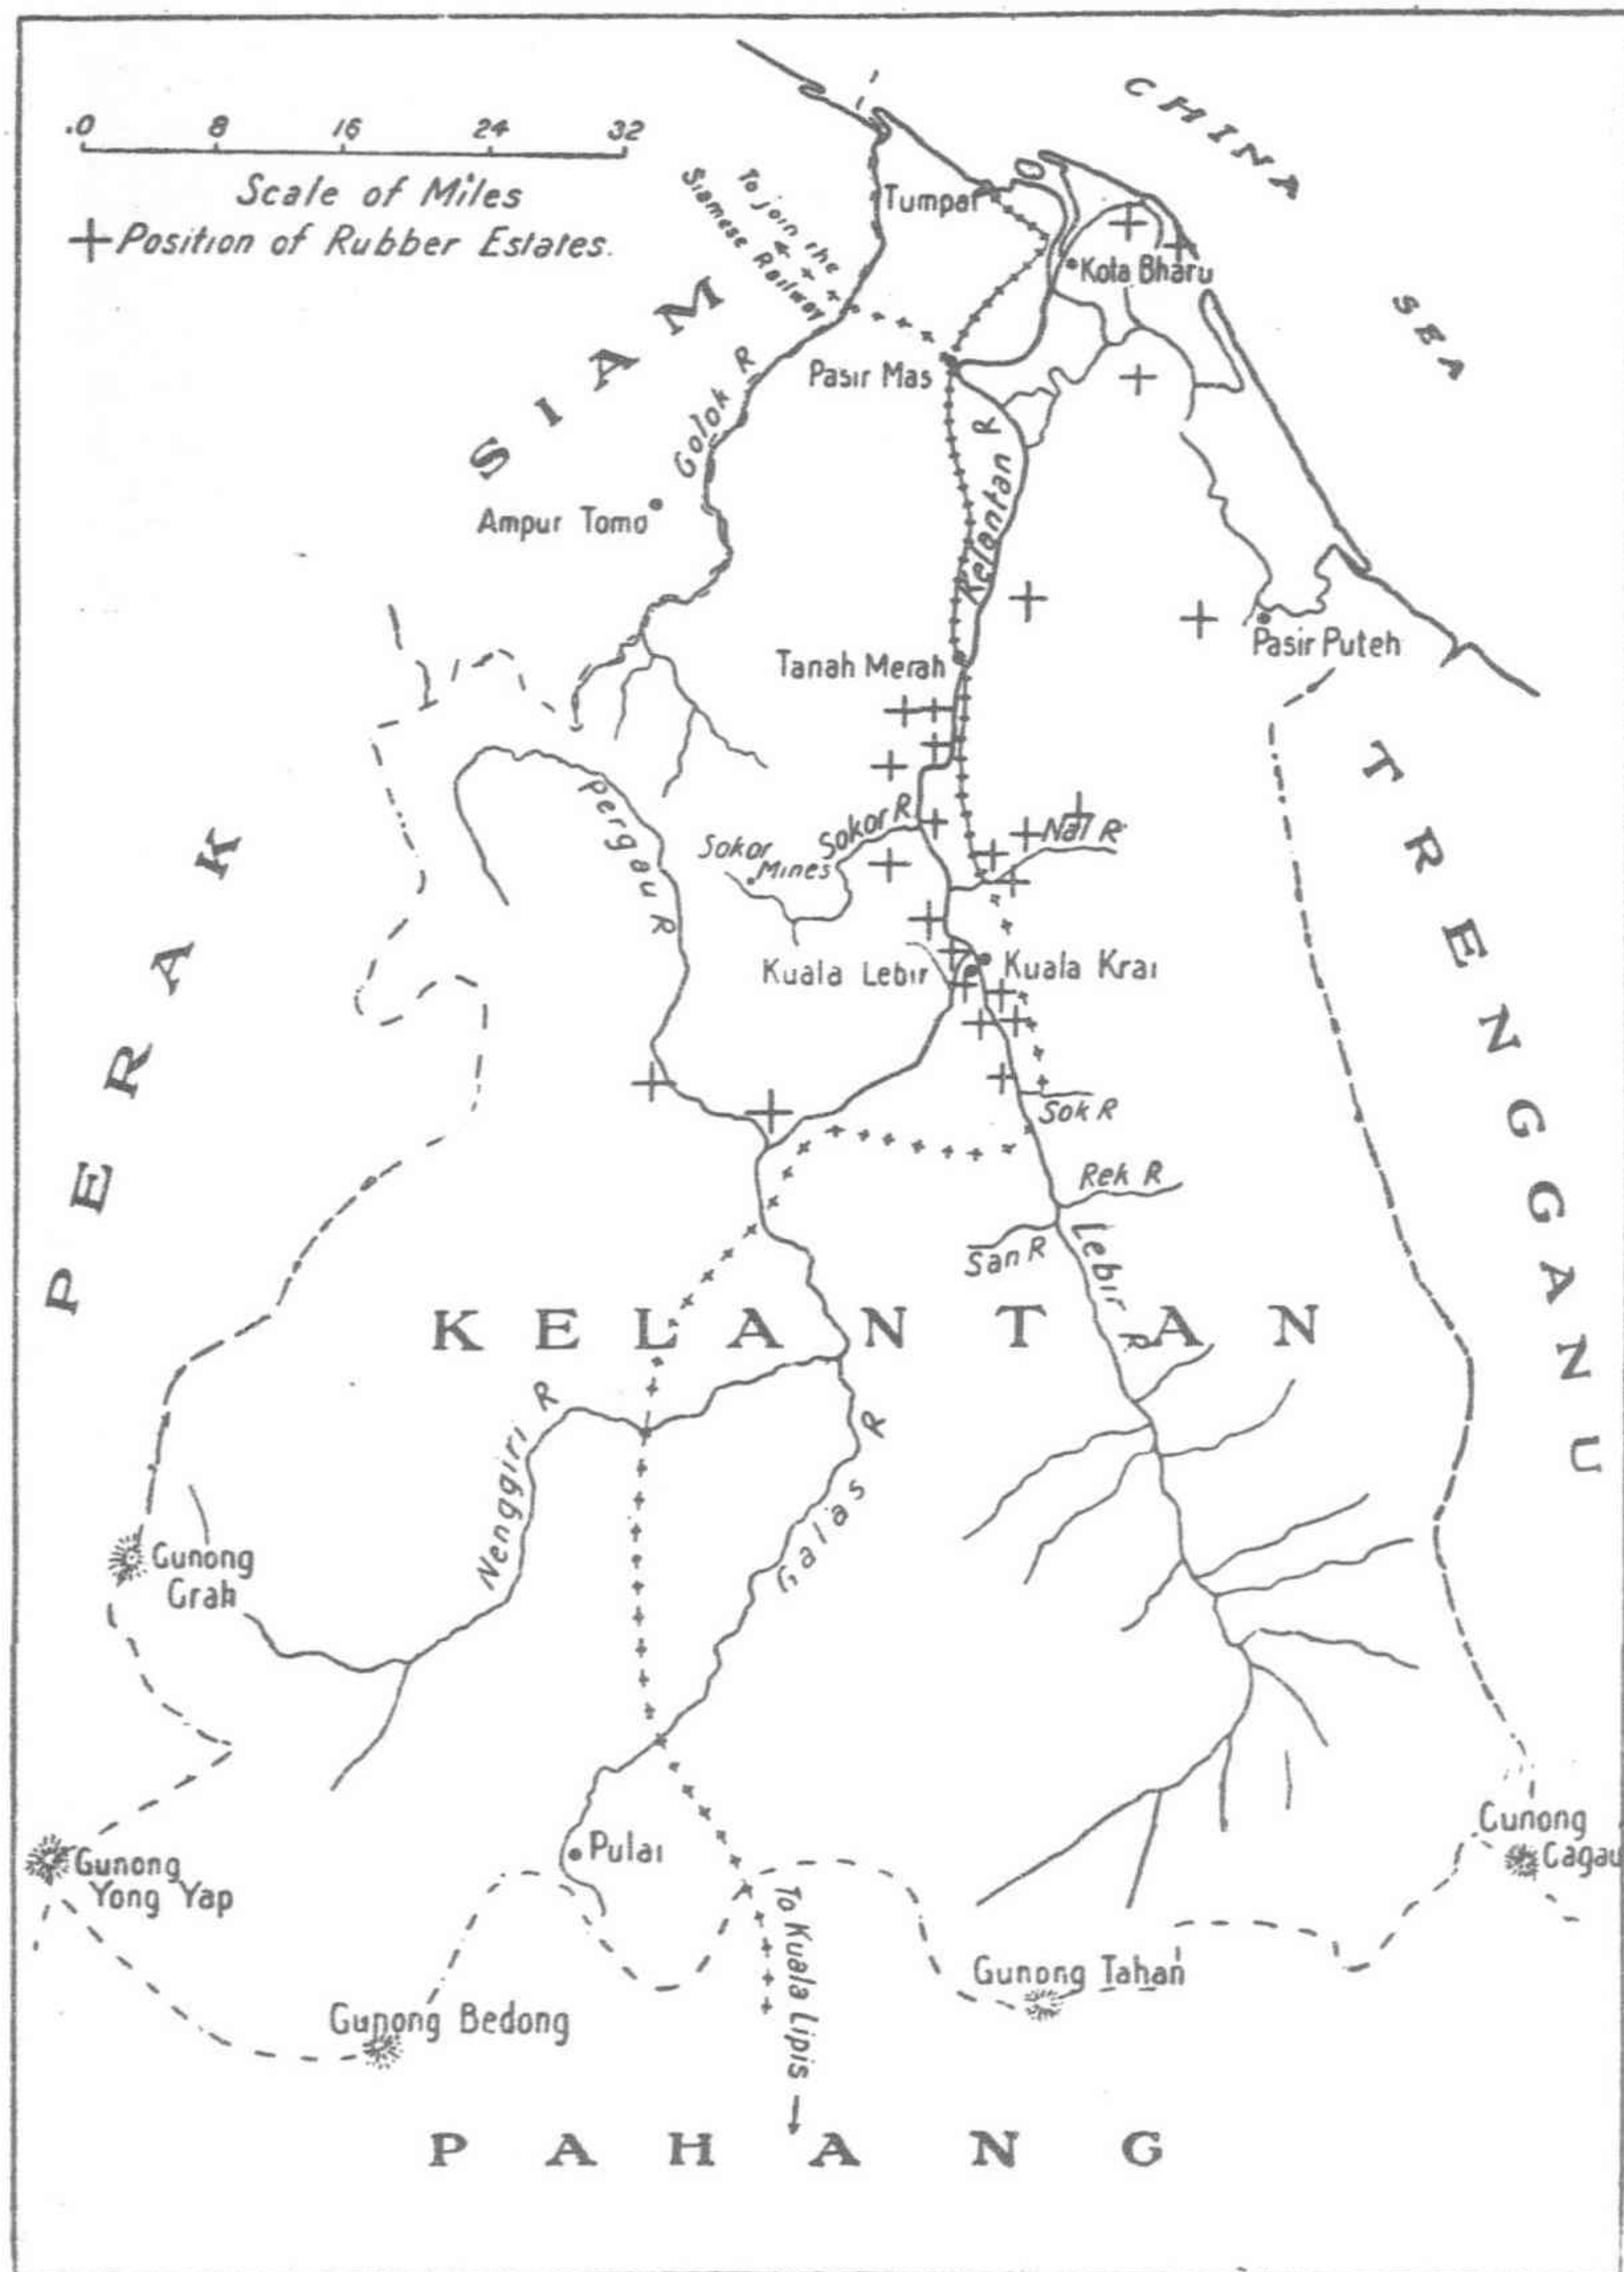 .0 8 16 24 32
Scale of Miles
+Position of Rubber Estates.
CHINA
SEA
To join the
Siamese Railway
Tumpat
Kota Bharu
SIAM
Golok R
Pasir Mas
Kelantan R
Ampur Tomo
Pasir Puteh
Tanah Merah
TRENGGANU
Pergau R
Sokor R.
Nal R
Sokor
Mines
PERAK
Kuala Lebir
Kuala Krai
Sok R
Rek R
San R
Lebir R
KELANTAN
Nenggiri R
Galas R
Gunong
Grah
Gunong
Yong Yap
Pulai
To Kuala Lipis
Gunong
Gagau
Gunong Tahan
Gunong Bedong
PAHANG